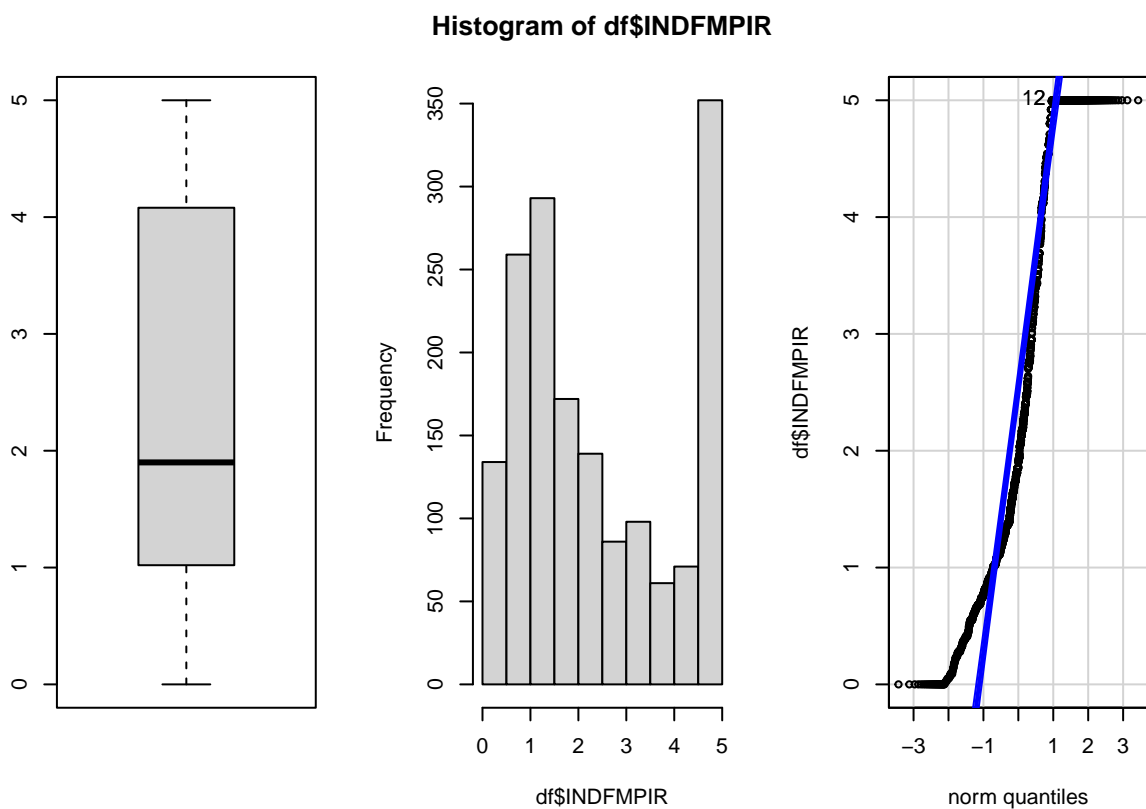 Histogram of df$INDFMPIR
0 1 2 3 4 5
Frequency
0 50 100 150 200 250 300 350
0 1 2 3 4 5
df$INDFMPIR
df$INDFMPIR
0 1 2 3 4 5
12
−3 −1 1 2 3
norm quantiles